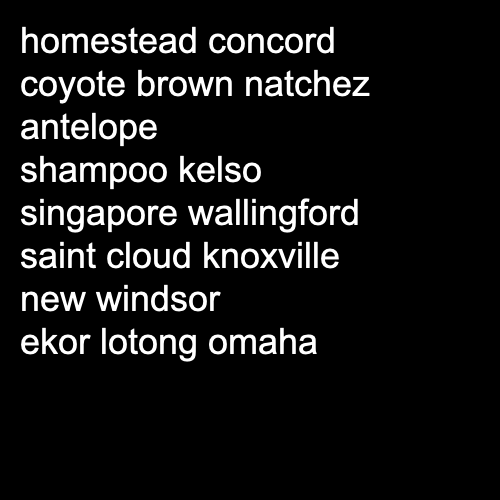 homestead concord
coyote brown natchez
antelope
shampoo kelso
singapore wallingford
saint cloud knoxville
new windsor
ekor lotong omaha